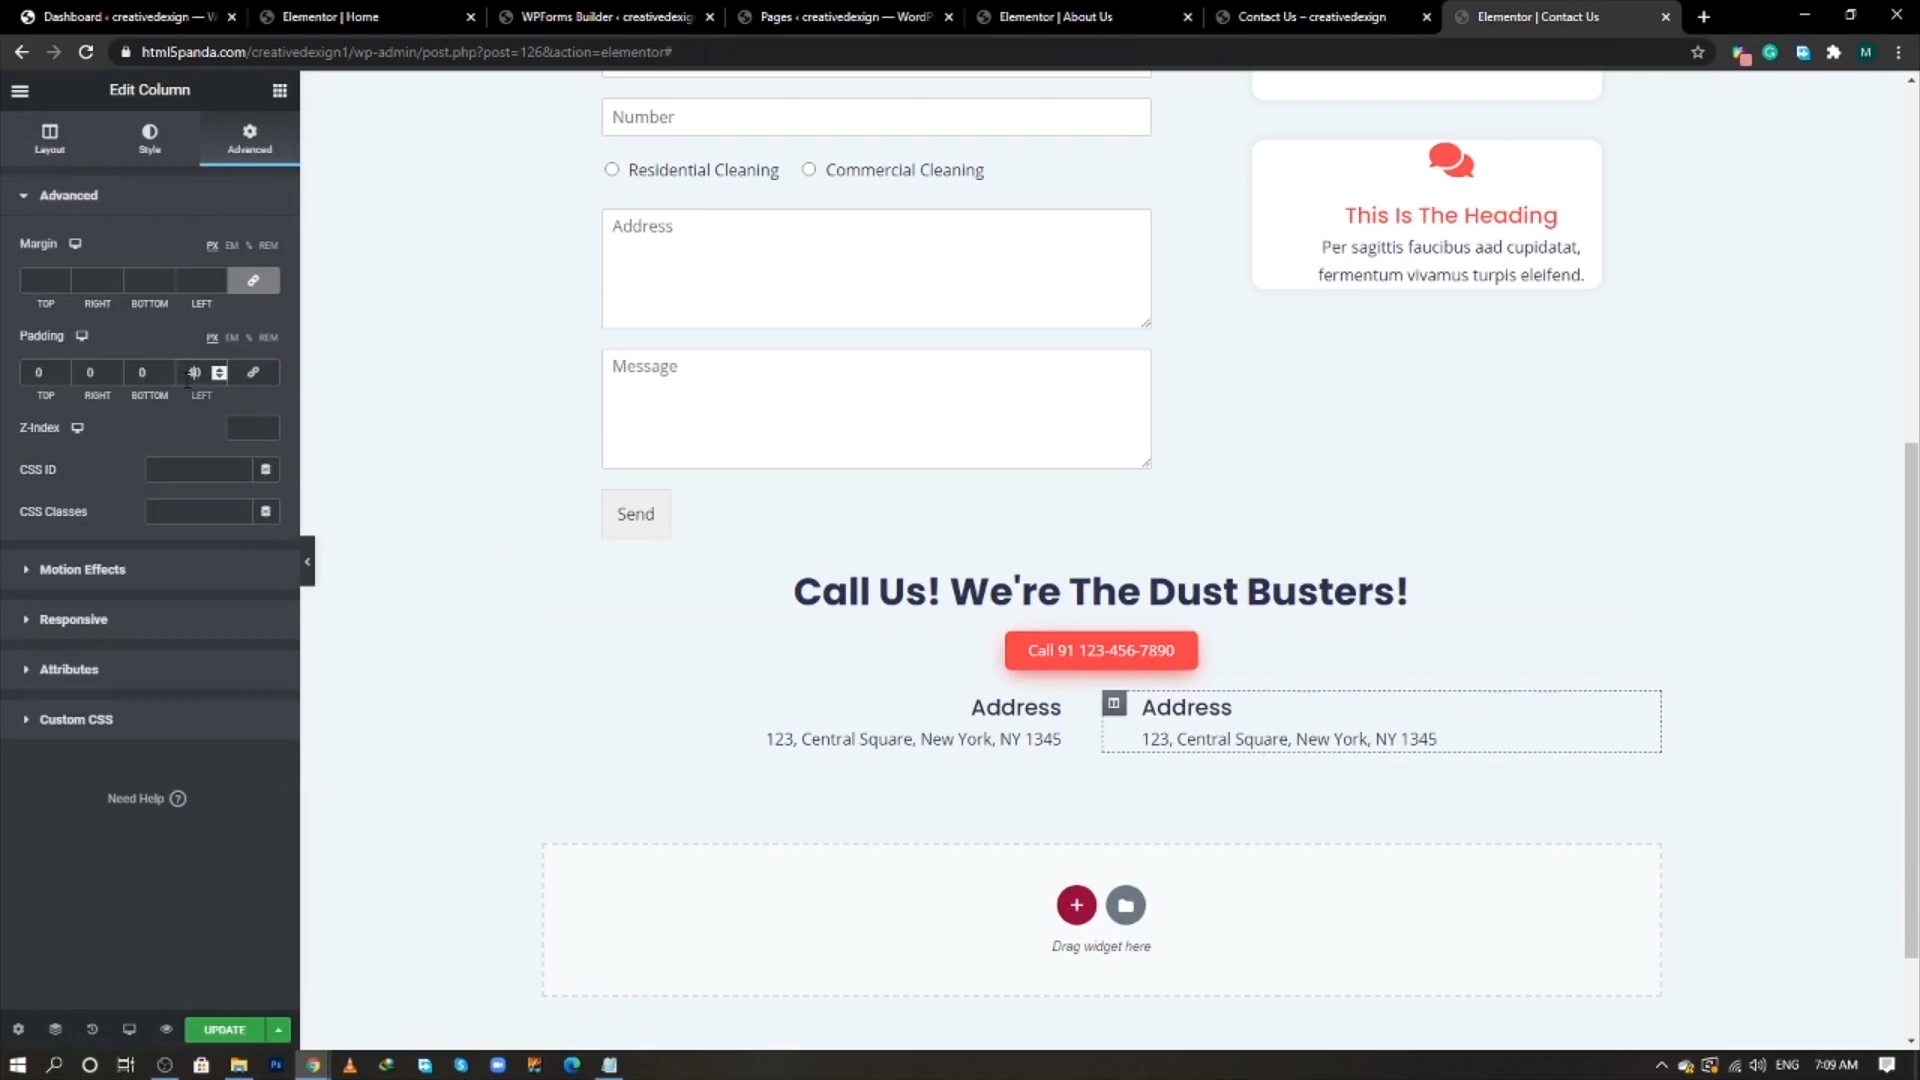 Dashboard ‹ creativedexign — W
Elementor | Home
WPForms Builder ‹ creativedexig
Pages ‹ creativedexign — WordP
Elementor | About Us
Contact Us – creativedexign
Elementor | Contact Us
html5panda.com/creativedexign1/wp-admin/post.php?post=126&action=elementor#
M
Edit Column
Layout
Style
Advanced
Advanced
Margin
PX EM % REM
TOP RIGHT BOTTOM LEFT
Padding
PX EM % REM
0 0 0
TOP RIGHT BOTTOM LEFT
Z-Index
CSS ID
CSS Classes
Motion Effects
Responsive
Attributes
Custom CSS
Need Help ?
UPDATE
Number
Residential Cleaning Commercial Cleaning
Address
Message
Send
This Is The Heading
Per sagittis faucibus aad cupidatat,
fermentum vivamus turpis eleifend.
Call Us! We're The Dust Busters!
Call 91 123-456-7890
Address
123, Central Square, New York, NY 1345
Address
123, Central Square, New York, NY 1345
Drag widget here
Ps
ENG
7:09 AM